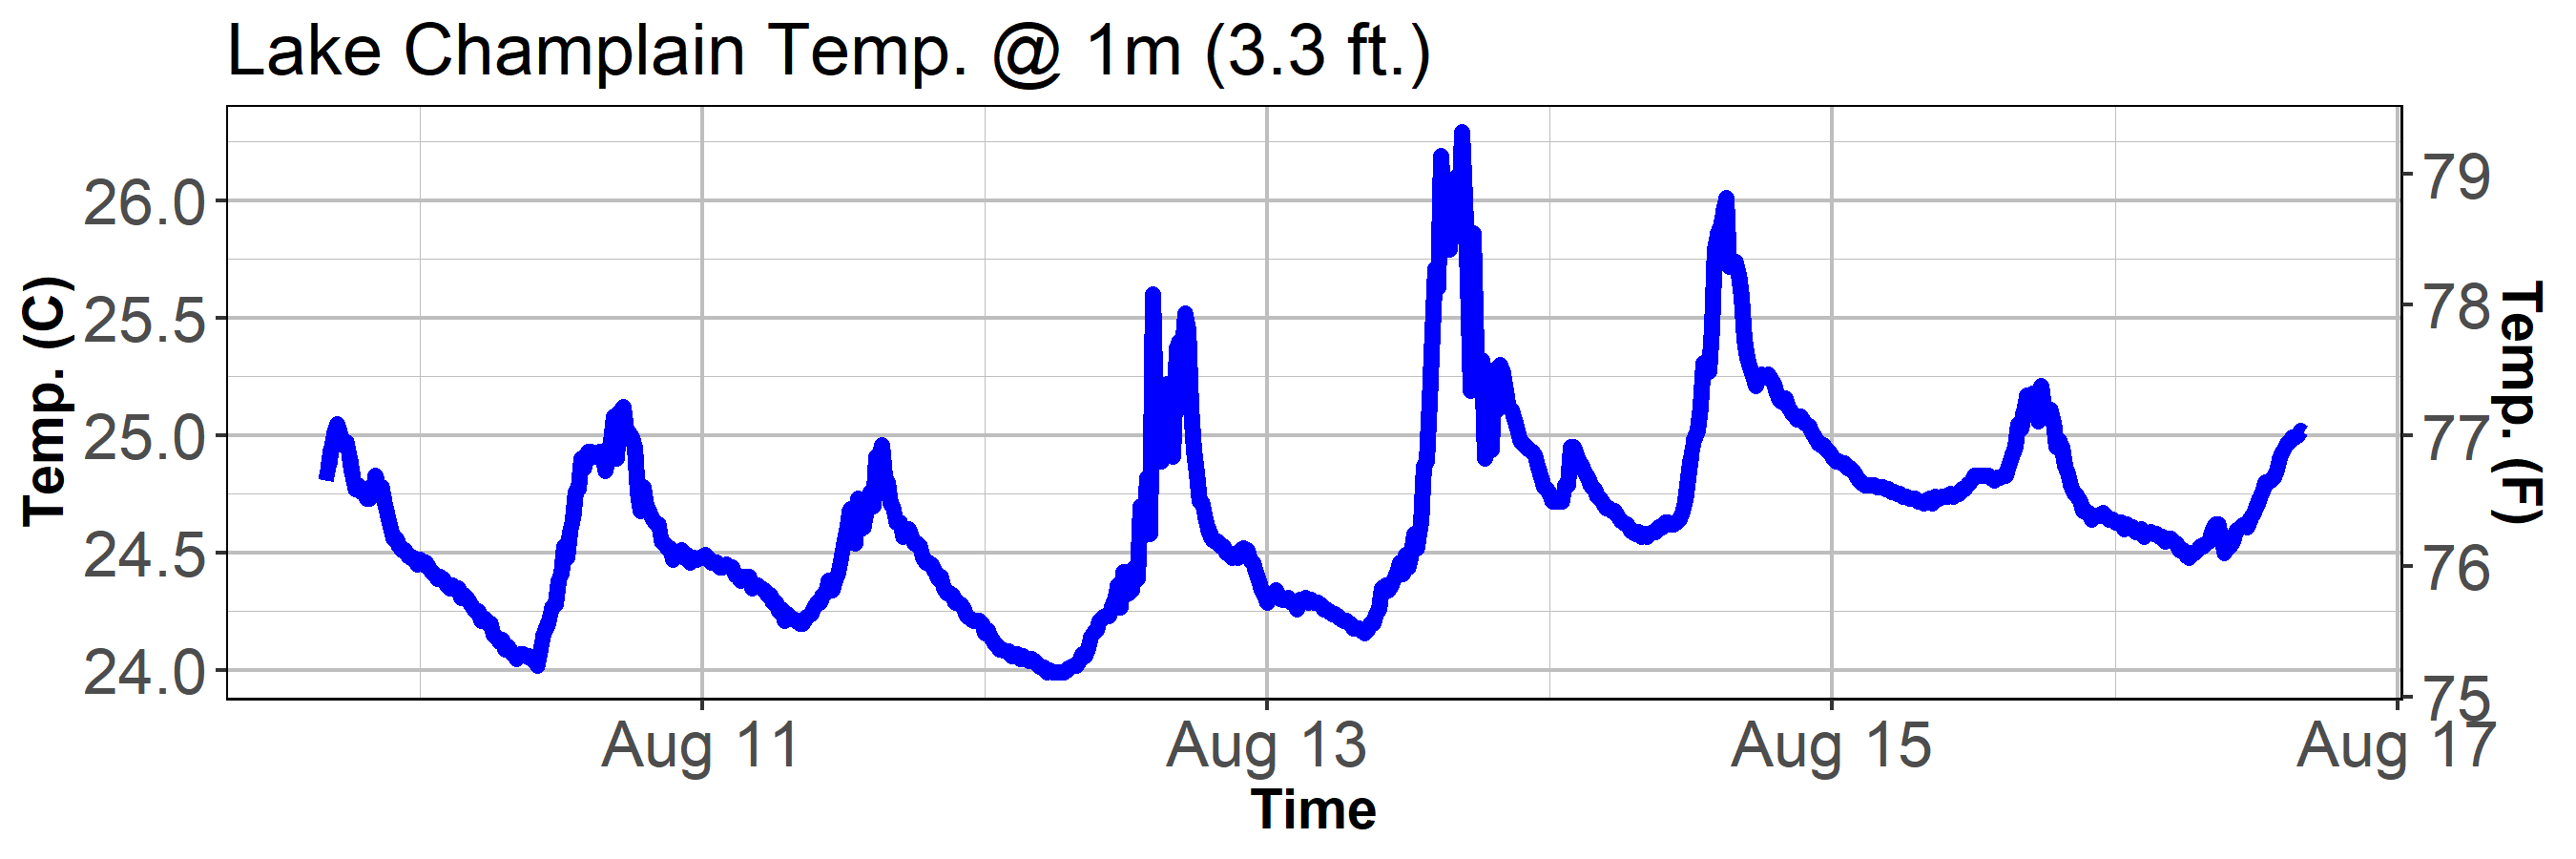 Lake Champlain Temp. @ 1m (3.3 ft.)
Temp. (C)
26.0
25.5
25.0
24.5
24.0
79
78
77
76
75
Temp. (F)
Aug 11 Aug 13 Aug 15 Aug 17
Time